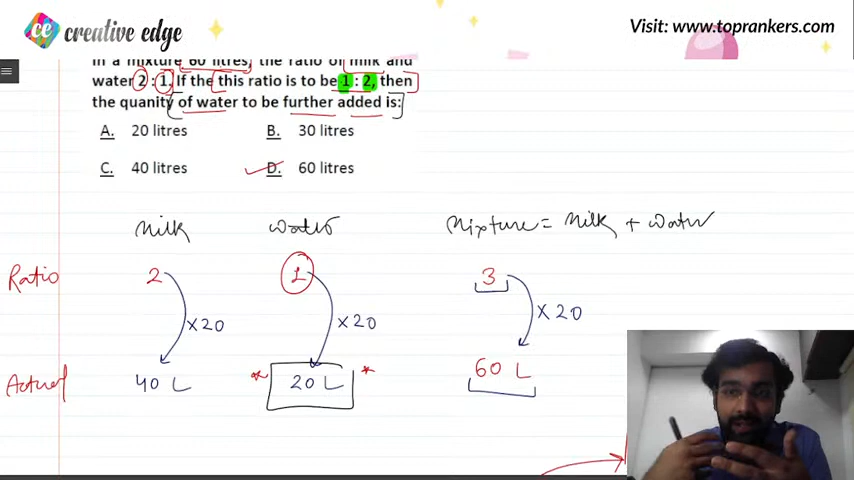 creative edge
Visit: www.toprankers.com
In a mixture 60 litres, the ratio of milk and
water 2 : 1. If the this ratio is to be 1 : 2, then
the quanity of water to be further added is:
A. 20 litres B. 30 litres
C. 40 litres D. 60 litres
Milk water Mixture = Milk + Water
Ratio 2 1 3
×20 ×20 ×20
Actual 40 L * 20 L * 60 L